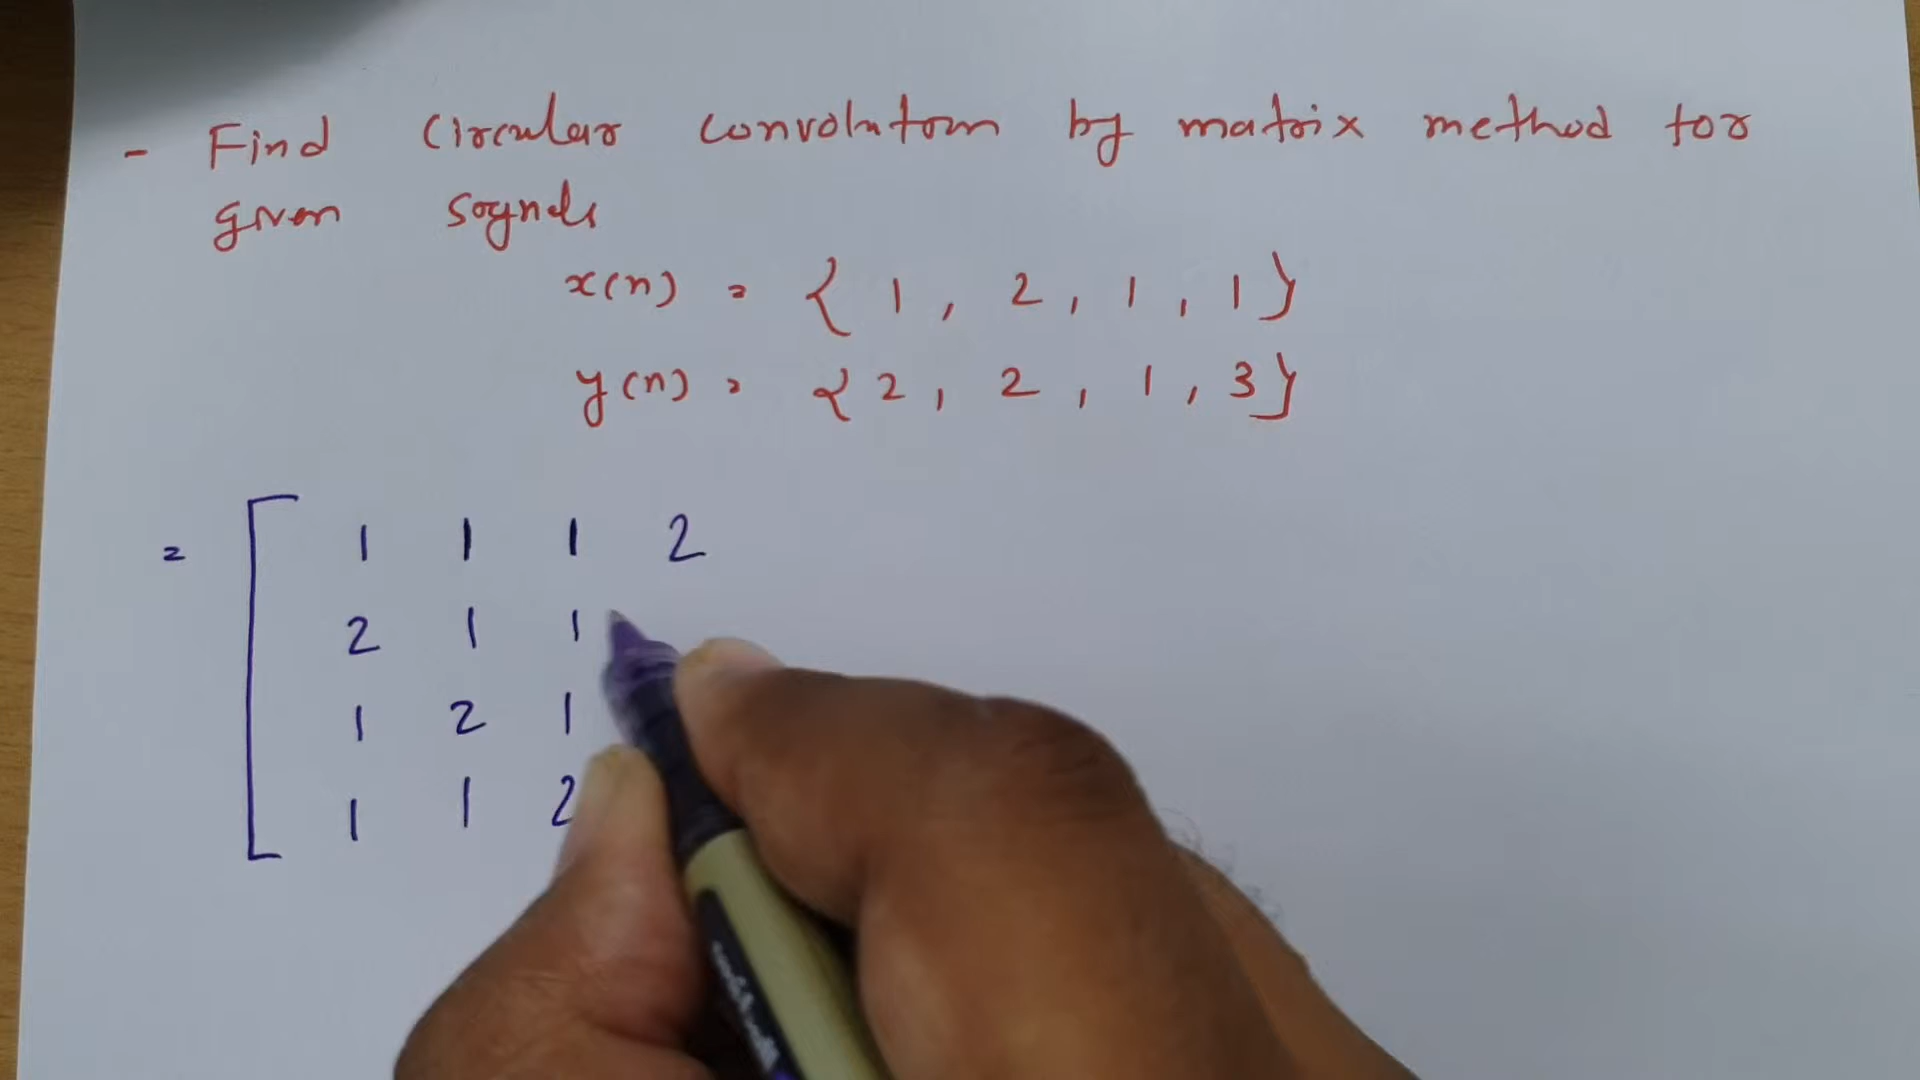 - Find Circular convolution by matrix method for
given signals
x(n) = { 1, 2, 1, 1}
y(n) = {2, 2, 1, 3}
= [ 1 1 1 2
2 1 1
1 2 1
1 1 2